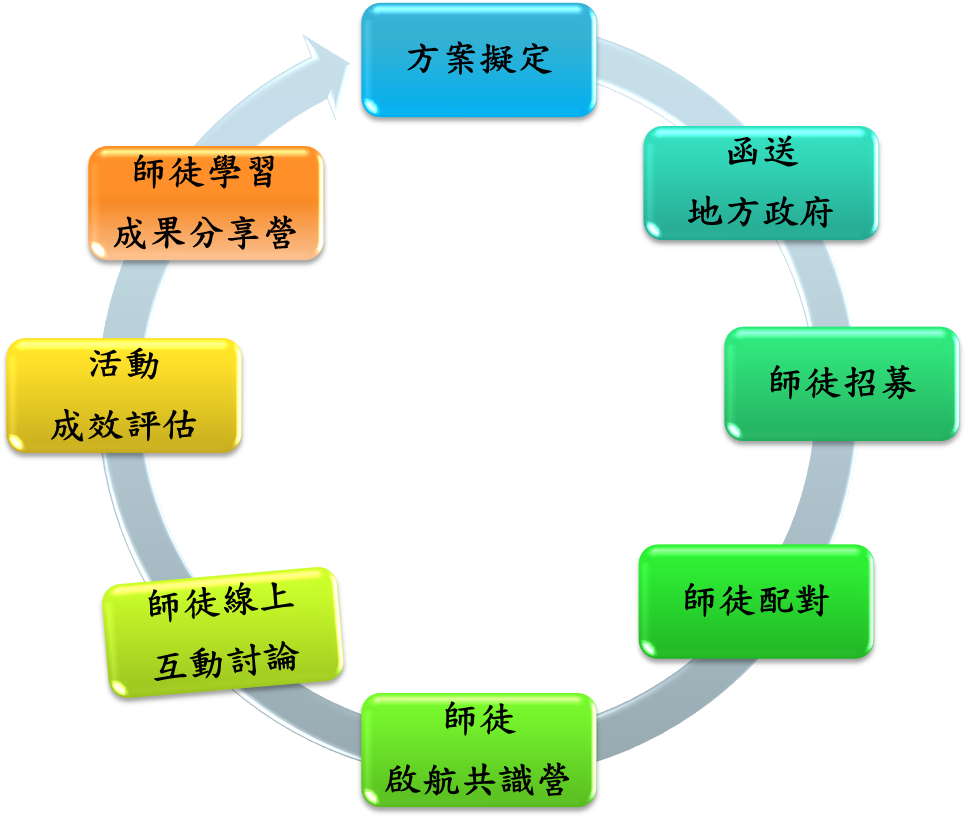 方案擬定
函送
地方政府
師徒招募
師徒配對
師徒
啟航共識營
師徒線上
互動討論
活動
成效評估
師徒學習
成果分享營